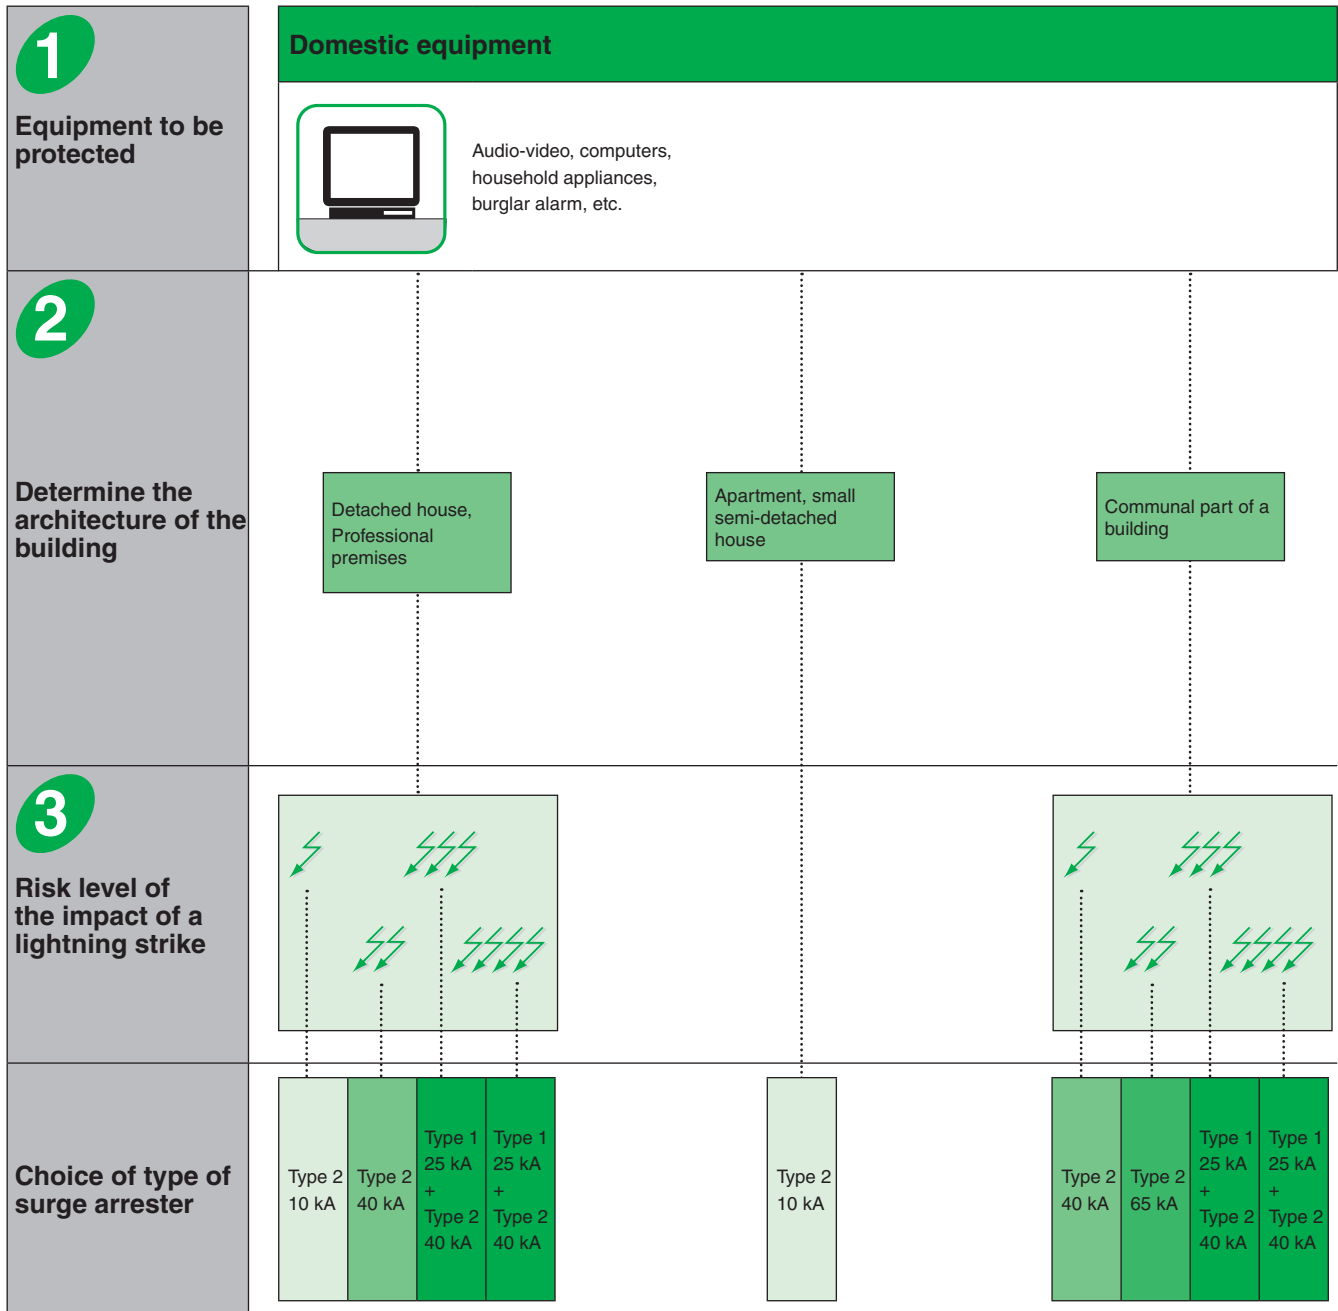 1
Equipment to be
protected
Domestic equipment
Audio-video, computers,
household appliances,
burglar alarm, etc.
2
Determine the
architecture of the
building
Detached house,
Professional
premises
Apartment, small
semi-detached
house
Communal part of a
building
3
Risk level of
the impact of a
lightning strike
Choice of type of
surge arrester
Type 2
10 kA
Type 2
40 kA
Type 1
25 kA
+
Type 2
40 kA
Type 1
25 kA
+
Type 2
40 kA
Type 2
10 kA
Type 2
40 kA
Type 2
65 kA
Type 1
25 kA
+
Type 2
40 kA
Type 1
25 kA
+
Type 2
40 kA